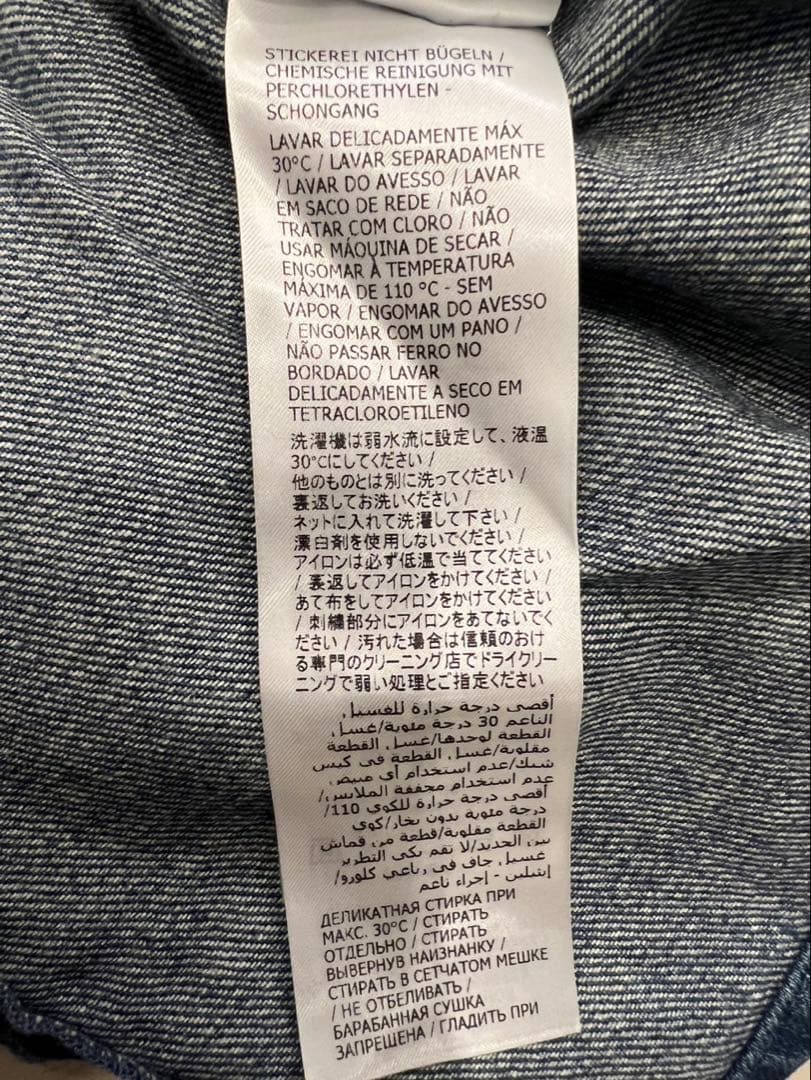 STICKEREI NICHT BÜGELN /
CHEMISCHE REINIGUNG MIT
PERCHLORETHYLEN -
SCHONGANG
LAVAR DELICADAMENTE MÁX
30°C / LAVAR SEPARADAMENTE
/ LAVAR DO AVESSO / LAVAR
EM SACO DE REDE / NÃO
TRATAR COM CLORO / NÃO
USAR MÁQUINA DE SECAR /
ENGOMAR À TEMPERATURA
MÁXIMA DE 110 °C - SEM
VAPOR / ENGOMAR DO AVESSO
/ ENGOMAR COM UM PANO /
NÃO PASSAR FERRO NO
BORDADO / LAVAR
DELICADAMENTE A SECO EM
TETRACLOROETILENO
洗濯機は弱水流に設定して、液温
30℃にしてください /
他のものとは別に洗ってください /
裏返してお洗いください /
ネットに入れて洗濯して下さい /
漂白剤を使用しないでください /
アイロンは必ず低温で当ててください
/ 裏返してアイロンをかけてください /
あて布をしてアイロンをかけてください
/ 刺繍部分にアイロンをあてないでく
ださい / 汚れた場合は信頼のおけ
る専門のクリーニング店でドライクリー
ニングで弱い処理とご指定ください
أقصى درجة حرارة للغسيل
الناعم 30 درجة مئوية/غسل
القطعة لوحدها/غسل القطعة
مقلوبة/غسل القطعة في كيس
شبك/عدم استخدام أي مبيض
عدم استخدام مجففة الملابس/
أقصى درجة حرارة للكوي 110/
درجة مئوية بدون بخار/كوي
القطعة مقلوبة/قطعة من قماش
بين الحديد/لا تقم بكي التطريز
غسيل جاف في رباعي كلورو/
إيثيلين - إجراء ناعم
ДЕЛИКАТНАЯ СТИРКА ПРИ
МАКС. 30°C / СТИРАТЬ
ОТДЕЛЬНО / СТИРАТЬ
ВЫВЕРНУВ НАИЗНАНКУ /
СТИРАТЬ В СЕТЧАТОМ МЕШКЕ
/ НЕ ОТБЕЛИВАТЬ /
БАРАБАННАЯ СУШКА
ЗАПРЕЩЕНА / ГЛАДИТЬ ПРИ